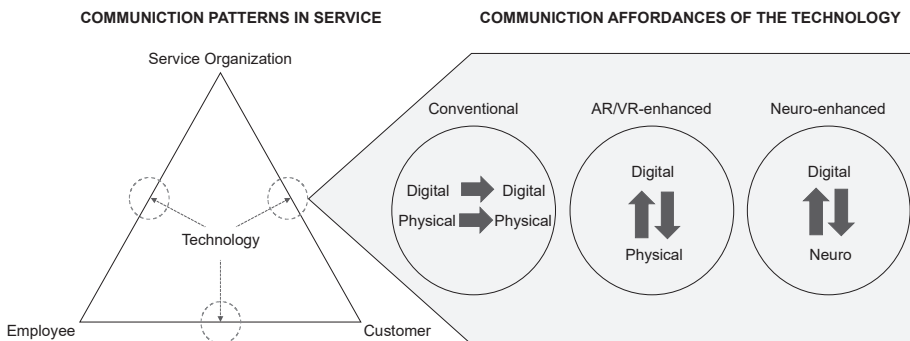 COMMUNICTION PATTERNS IN SERVICE
Service Organization
Technology
Employee
Customer
COMMUNICTION AFFORDANCES OF THE TECHNOLOGY
Conventional
Digital Digital
Physical Physical
AR/VR-enhanced
Digital
Physical
Neuro-enhanced
Digital
Neuro